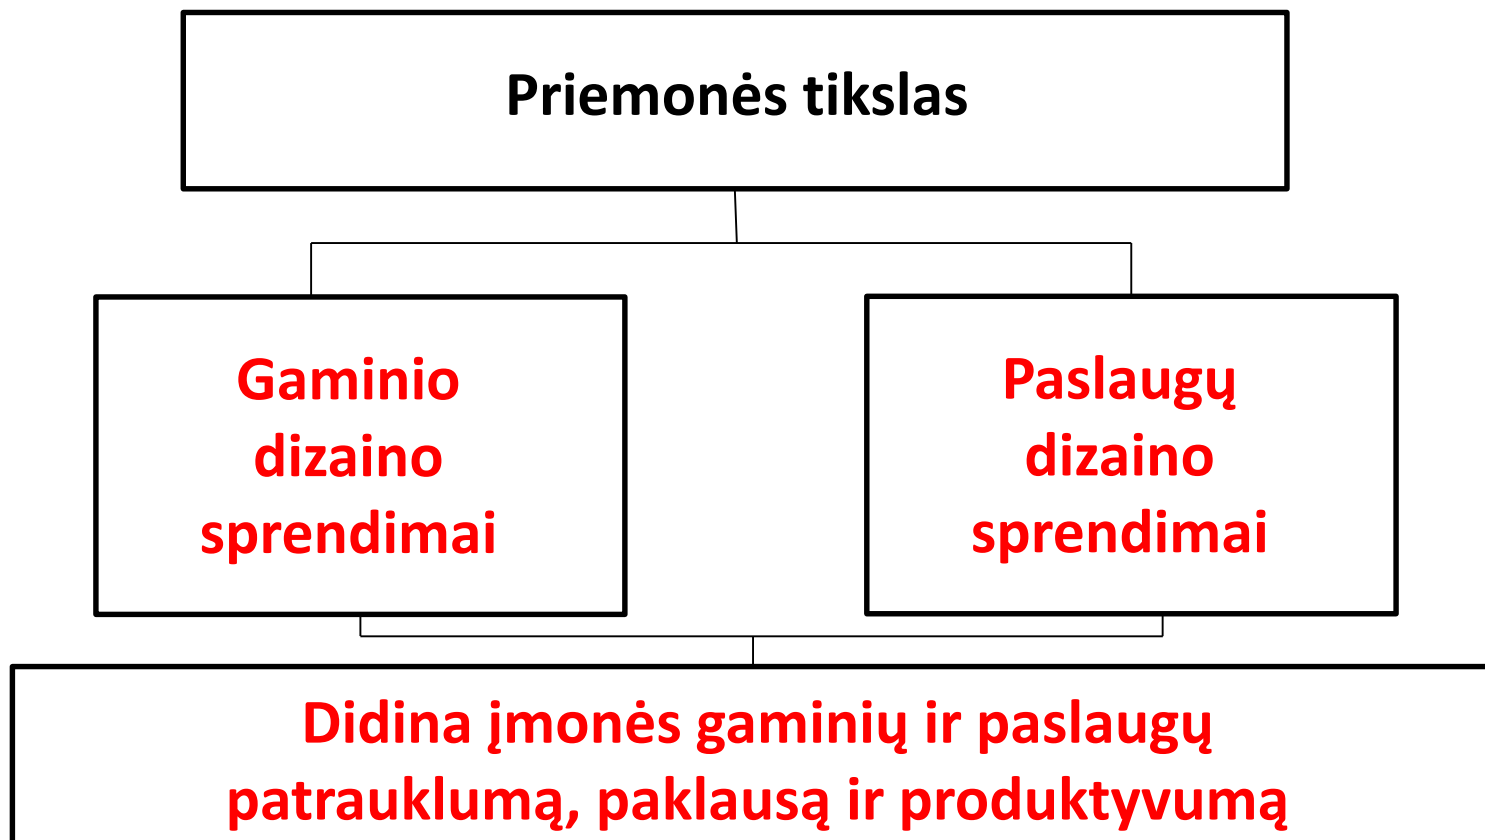 Priemonės tikslas
Gaminio
dizaino
sprendimai
Paslaugų
dizaino
sprendimai
Didina įmonės gaminių ir paslaugų
patrauklumą, paklausą ir produktyvumą